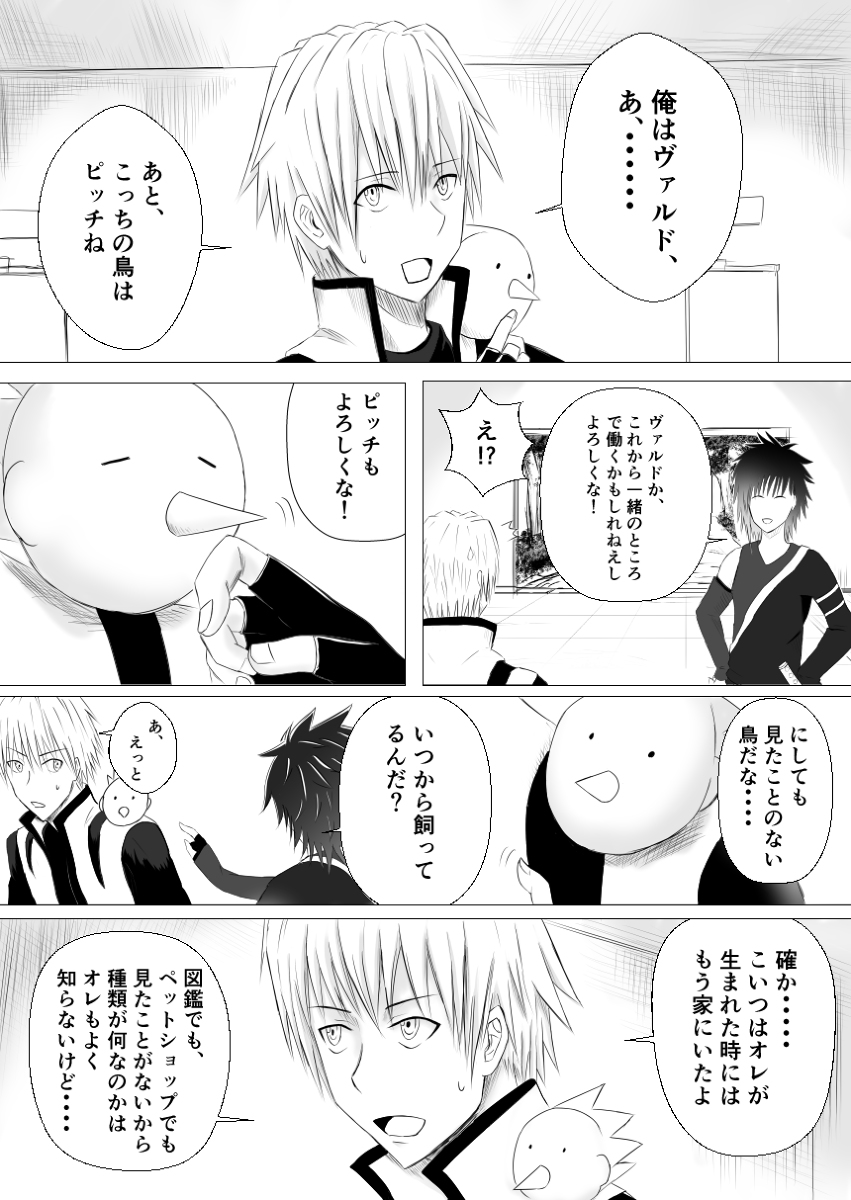 俺はヴァルド、
あ、・・・・・・
あと、
こっちの鳥は
ピッチね
ヴァルドか、
これから一緒のところ
で働くかもしれねえし
よろしくな！
え！？
ピッチも
よろしくな！
にしても
見たことのない
鳥だな・・・・
いつから飼って
るんだ？
あ、
えっと
確か・・・・・
こいつはオレが
生まれた時には
もう家にいたよ
図鑑でも、
ペットショップでも
見たことがないから
種類が何なのかは
オレもよく
知らないけど・・・・